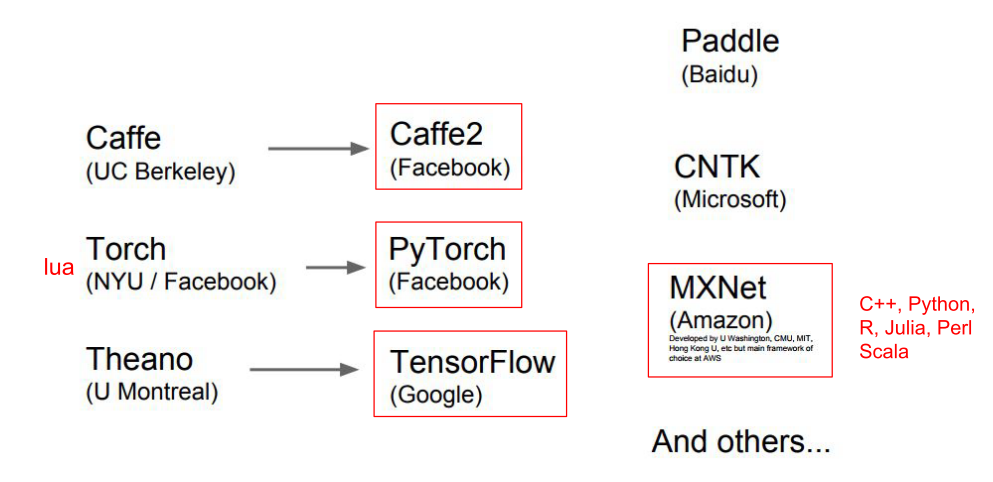 Caffe
(UC Berkeley)
Caffe2
(Facebook)
lua
Torch
(NYU / Facebook)
PyTorch
(Facebook)
Theano
(U Montreal)
TensorFlow
(Google)
Paddle
(Baidu)
CNTK
(Microsoft)
MXNet
(Amazon)
Developed by U Washington, CMU, MIT,
Hong Kong U, etc but main framework of
choice at AWS
C++, Python,
R, Julia, Perl
Scala
And others...